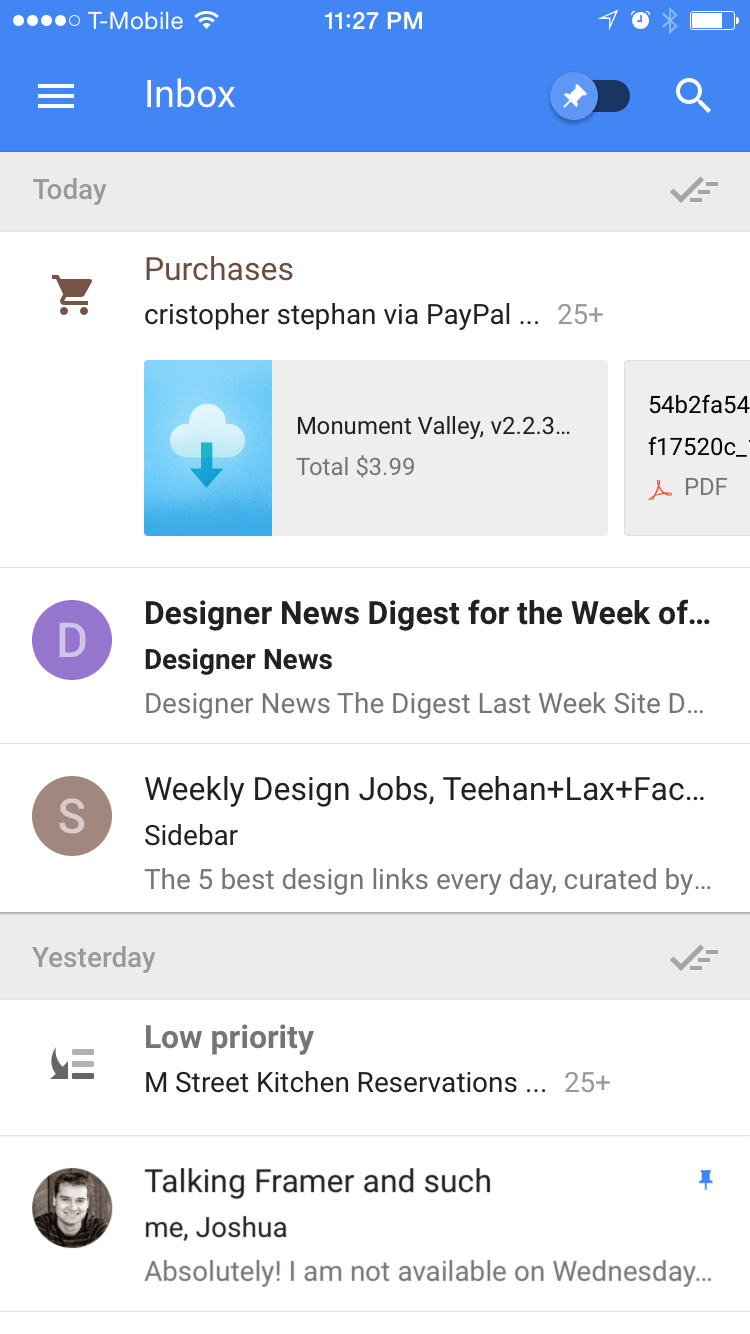 T-Mobile 11:27 PM
Inbox
Today
Purchases
cristopher stephan via PayPal ... 25+
Monument Valley, v2.2.3...
Total $3.99
54b2fa54
f17520c_
PDF
D
Designer News Digest for the Week of...
Designer News
Designer News The Digest Last Week Site D...
S
Weekly Design Jobs, Teehan+Lax+Fac...
Sidebar
The 5 best design links every day, curated by...
Yesterday
Low priority
M Street Kitchen Reservations ... 25+
Talking Framer and such
me, Joshua
Absolutely! I am not available on Wednesday...